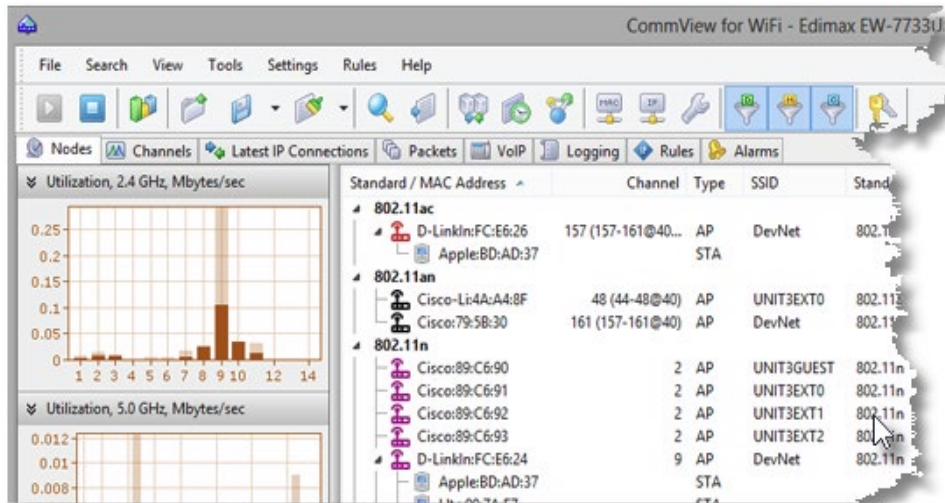 CommView for WiFi - Edimax EW-7733U
File Search View Tools Settings Rules Help
MAC IP
Nodes Channels Latest IP Connections Packets VoIP Logging Rules Alarms
Utilization, 2.4 GHz, Mbytes/sec
0.25
0.2
0.15
0.1
0.05
0
1 2 3 4 5 6 7 8 9 10 12 14
Utilization, 5.0 GHz, Mbytes/sec
0.012
0.01
0.008
Standard / MAC Address Channel Type SSID Stand
802.11ac
D-LinkIn:FC:E6:26 157 (157-161@40... AP DevNet
Apple:BD:AD:37 STA
802.11an
Cisco-Li:4A:A4:8F 48 (44-48@40) AP UNIT3EXT0
Cisco:79:5B:30 161 (157-161@40) AP DevNet
802.11n
Cisco:89:C6:90 2 AP UNIT3GUEST 802.11n
Cisco:89:C6:91 2 AP UNIT3EXT0 802.11n
Cisco:89:C6:92 2 AP UNIT3EXT1 802.11n
Cisco:89:C6:93 2 AP UNIT3EXT2
D-LinkIn:FC:E6:24 9 AP DevNet 802.11n
Apple:BD:AD:37 STA